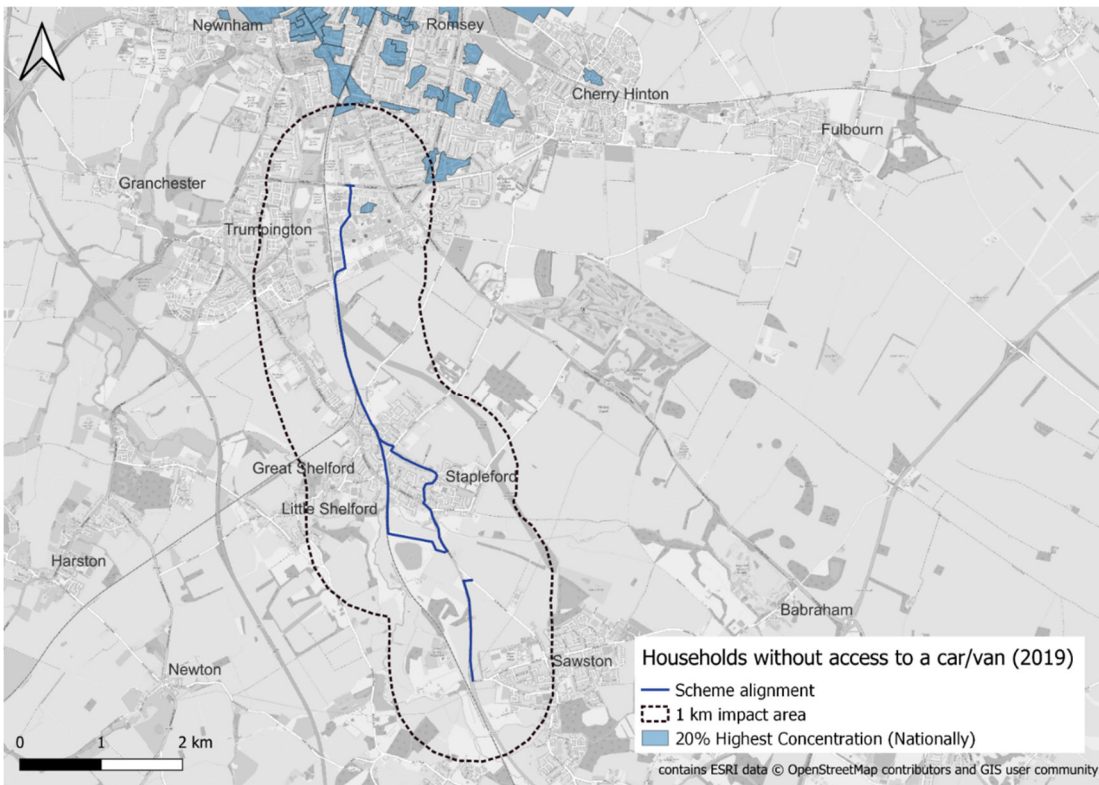 Newnham
Romsey
Cherry Hinton
Fulbourn
Granchester
Trumpington
Great Shelford
Stapleford
Little Shelford
Harston
Babraham
Sawston
Newton
Households without access to a car/van (2019)
Scheme alignment
1 km impact area
20% Highest Concentration (Nationally)
0 1 2 km
contains ESRI data © OpenStreetMap contributors and GIS user community